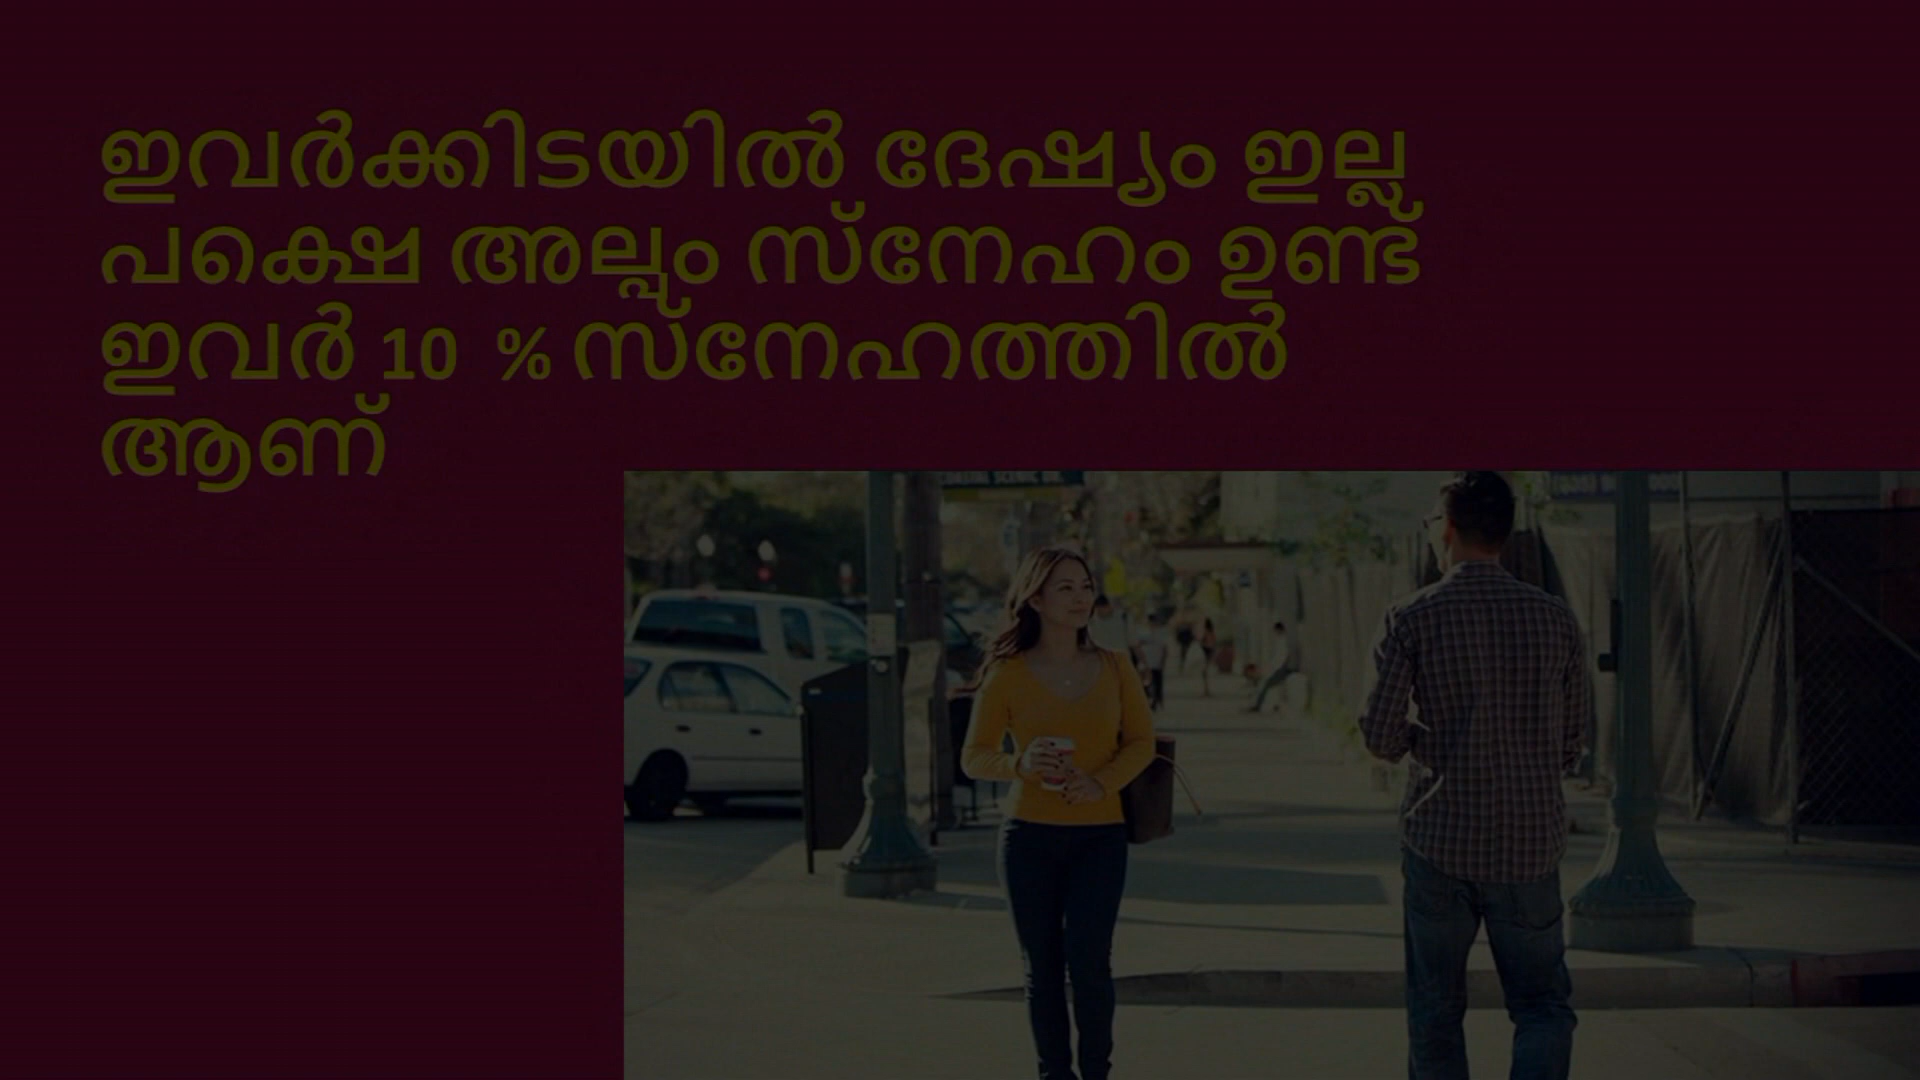 ഇവർക്കിടയിൽ ദേഷ്യം ഇല്ല
പക്ഷെ അല്പം സ്നേഹം ഉണ്ട്
ഇവർ 10 % സ്നേഹത്തിൽ
ആണ്